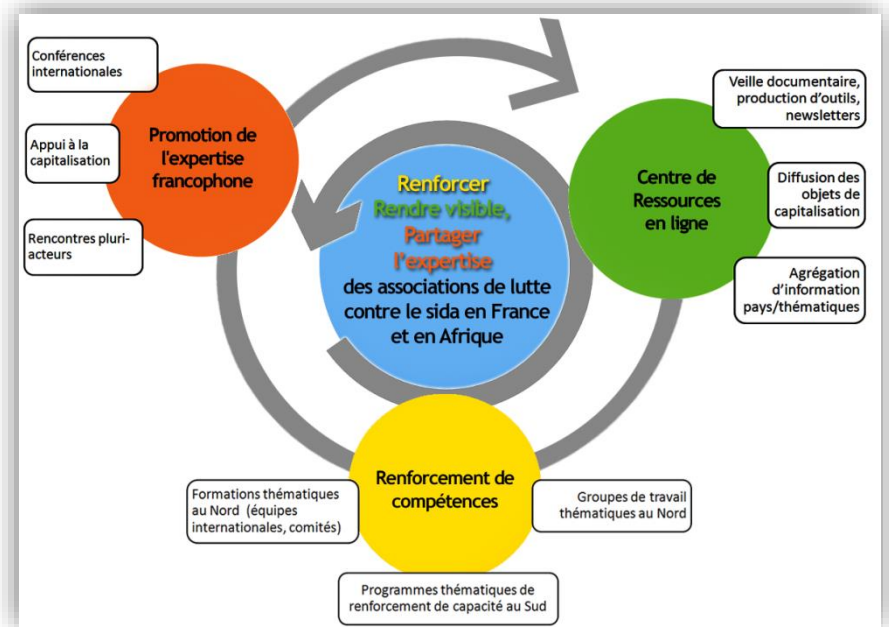 Conférences
internationales
Appui à la
capitalisation
Rencontres pluri-
acteurs
Promotion de
l'expertise
francophone
Renforcer
Rendre visible,
Partager
l'expertise
des associations de lutte
contre le sida en France
et en Afrique
Veille documentaire,
production d'outils,
newsletters
Centre de
Ressources
en ligne
Diffusion des
objets de
capitalisation
Agrégation
d'information
pays/thématiques
Renforcement de
compétences
Formations thématiques
au Nord (équipes
internationales, comités)
Groupes de travail
thématiques au Nord
Programmes thématiques de
renforcement de capacité au Sud